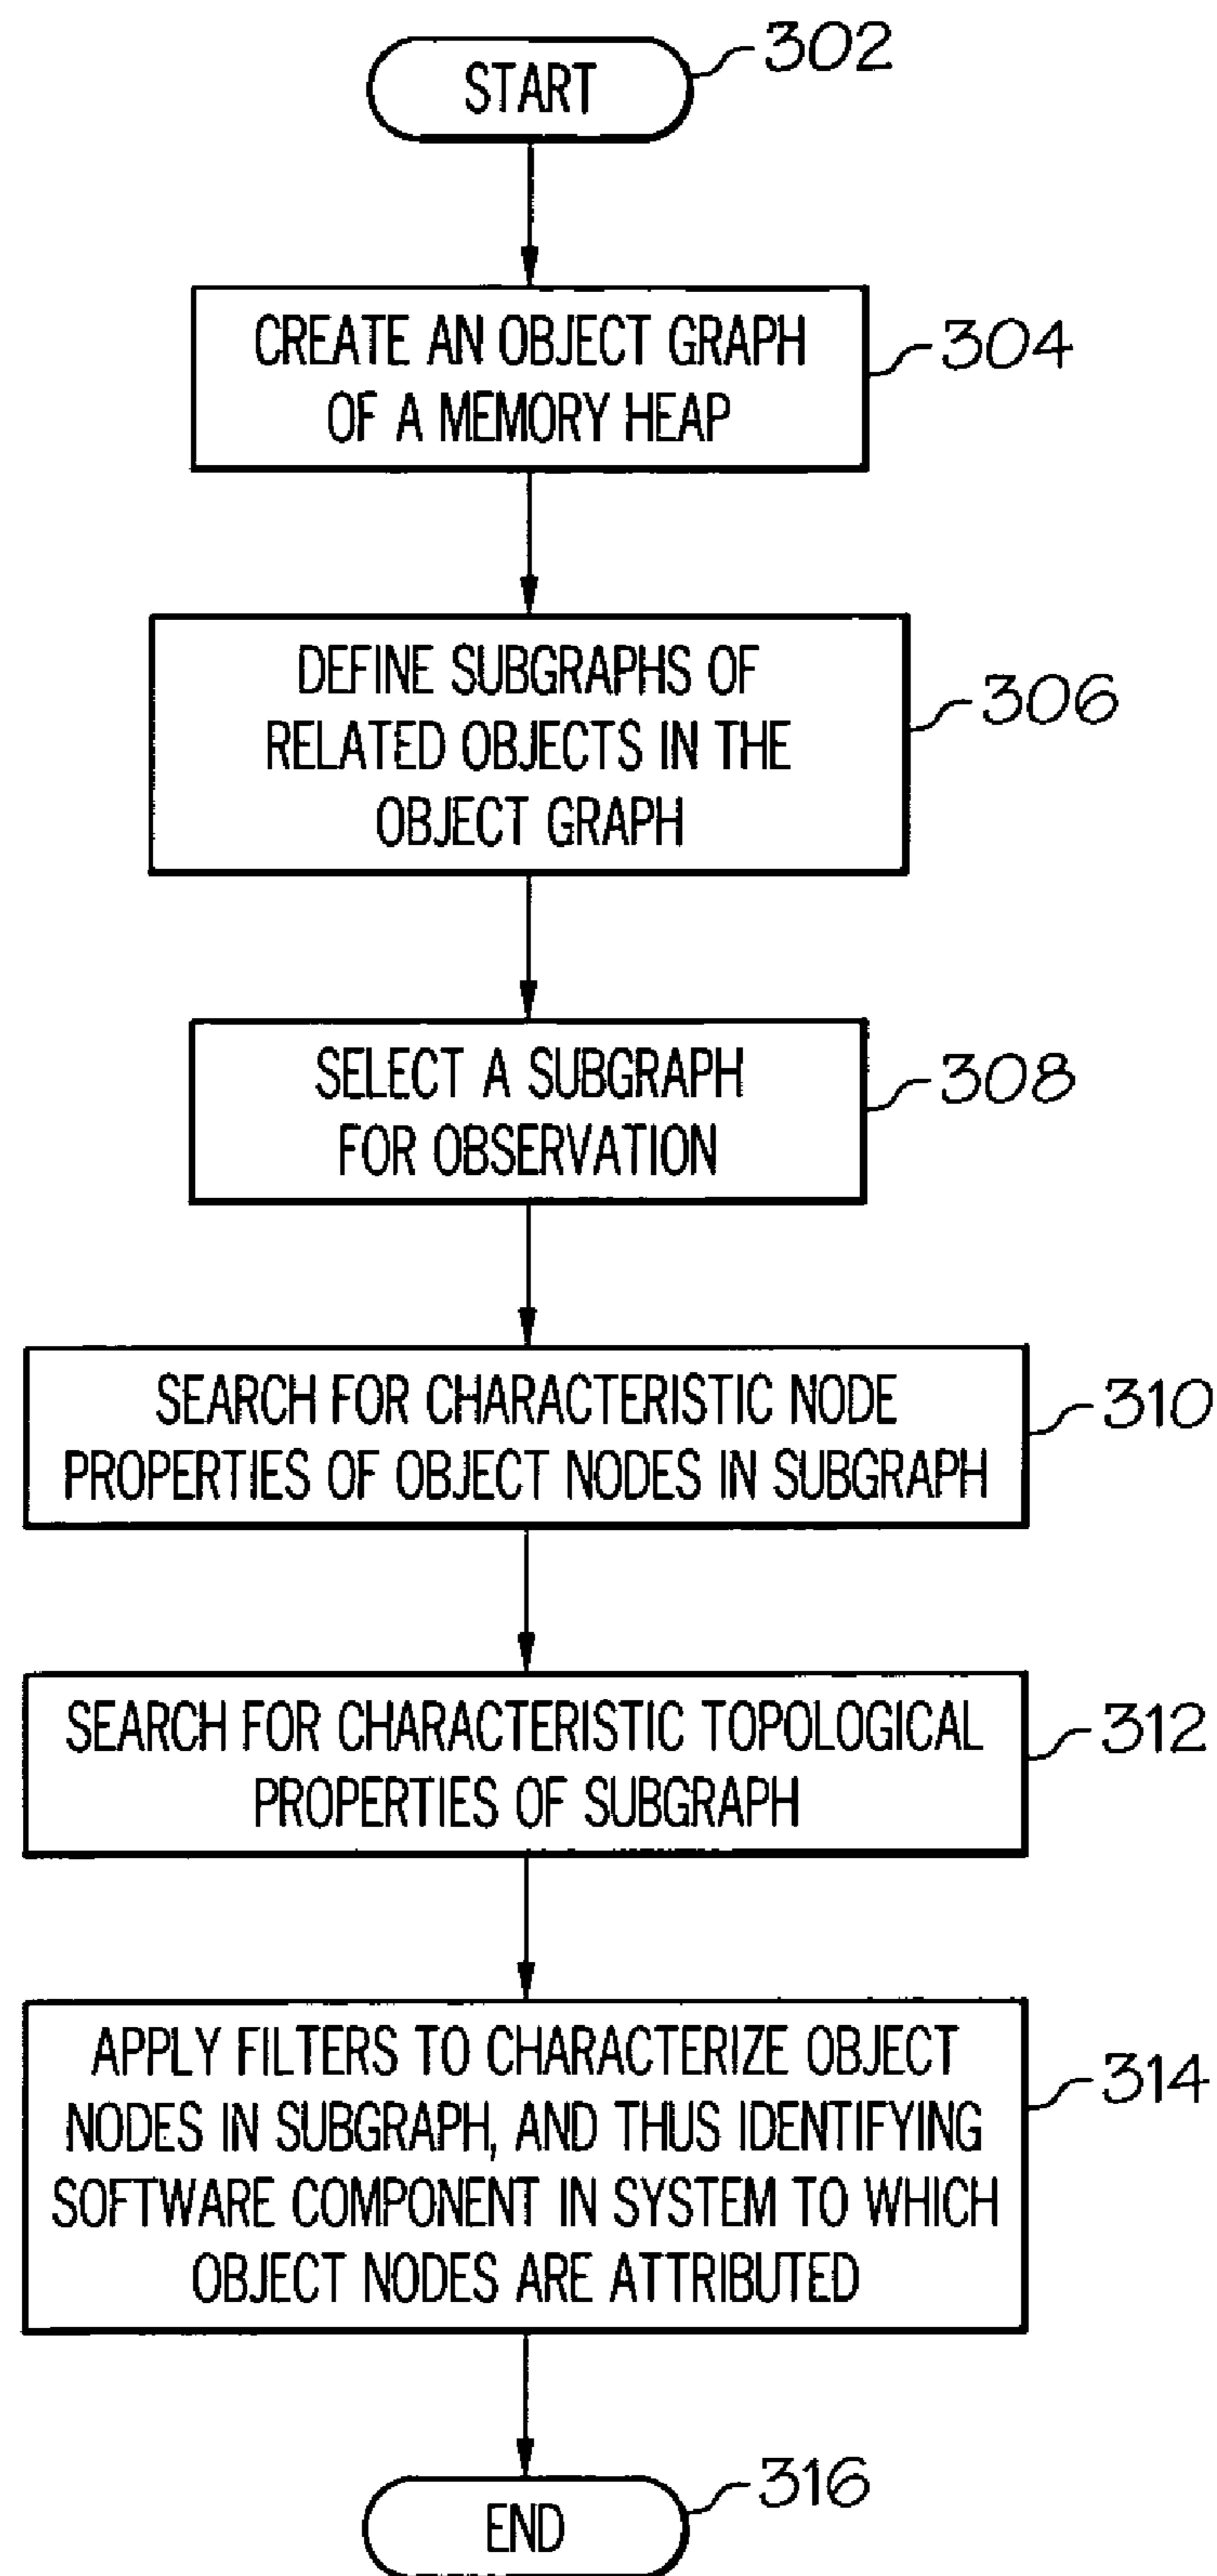 START
302
CREATE AN OBJECT GRAPH
OF A MEMORY HEAP
304
DEFINE SUBGRAPHS OF
RELATED OBJECTS IN THE
OBJECT GRAPH
306
SELECT A SUBGRAPH
FOR OBSERVATION
308
SEARCH FOR CHARACTERISTIC NODE
PROPERTIES OF OBJECT NODES IN SUBGRAPH
310
SEARCH FOR CHARACTERISTIC TOPOLOGICAL
PROPERTIES OF SUBGRAPH
312
APPLY FILTERS TO CHARACTERIZE OBJECT
NODES IN SUBGRAPH, AND THUS IDENTIFYING
SOFTWARE COMPONENT IN SYSTEM TO WHICH
OBJECT NODES ARE ATTRIBUTED
314
END
316